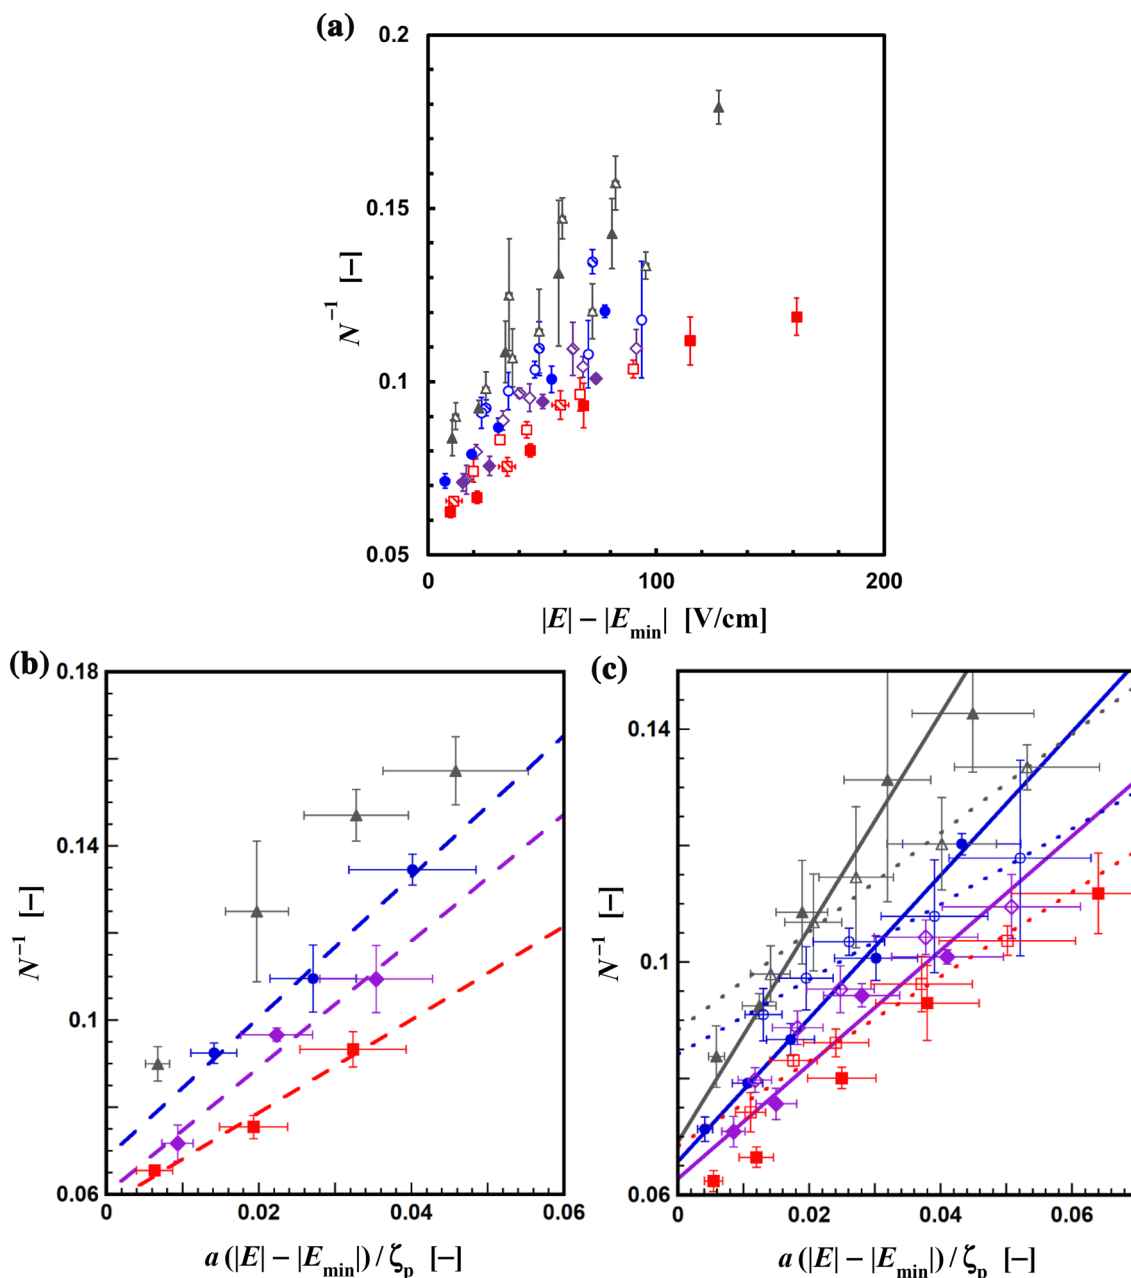 (a)
0.2
0.15
0.1
0.05
N⁻¹ [–]
0 100 200
|E| – |E_min| [V/cm]
(b)
0.18
0.14
0.1
0.06
N⁻¹ [–]
0 0.02 0.04 0.06
a (|E| – |E_min|) / ζ_p [–]
(c)
0.14
0.1
0.06
N⁻¹ [–]
0 0.02 0.04 0.06
a (|E| – |E_min|) / ζ_p [–]